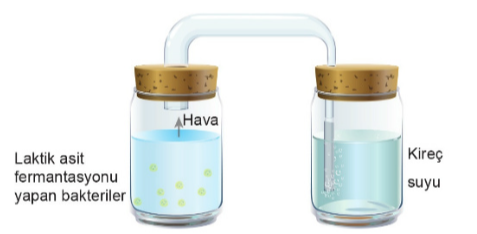 Hava
Laktik asit
fermantasyonu
yapan bakteriler
Kireç
suyu